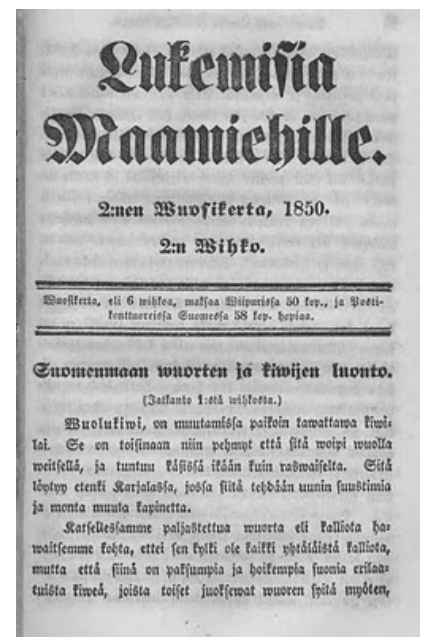 Lukemisia
Maamiehille.
2:nen Wuosikerta, 1850.
2:n Wihko.
Wuosikerta, eli 6 wihkoa, maksaa Wiipurissa 50 kop., ja Posti-
konttuoreissa Suomessa 58 kop. hopiaa.
Suomenmaan wuorten ja kiwijen luonto.
(Jatkanto 1:stä wihkosta.)
Wuolukiwi, on muutamissa paikoin tawattawa kiwi-
lai. Se on toisinaan niin pehmyt että sitä woipi wuolla
weitsellä, ja tuntuu käsissä ikään kuin raswaiselta. Sitä
löytyy etenki Karjalassa, jossa siitä tehdään uunin suustimia
ja monta muuta kapinetta.
Katsellessamme paljastettua wuorta eli kalliota ha-
waitsemme kohta, ettei sen kylki ole kaikki yhtäläistä kalliota,
mutta että siinä on paksumpia ja hoikempia suonia erilaa-
tuista kiweä, joista toiset juoksewat wuoren syitä myöten,